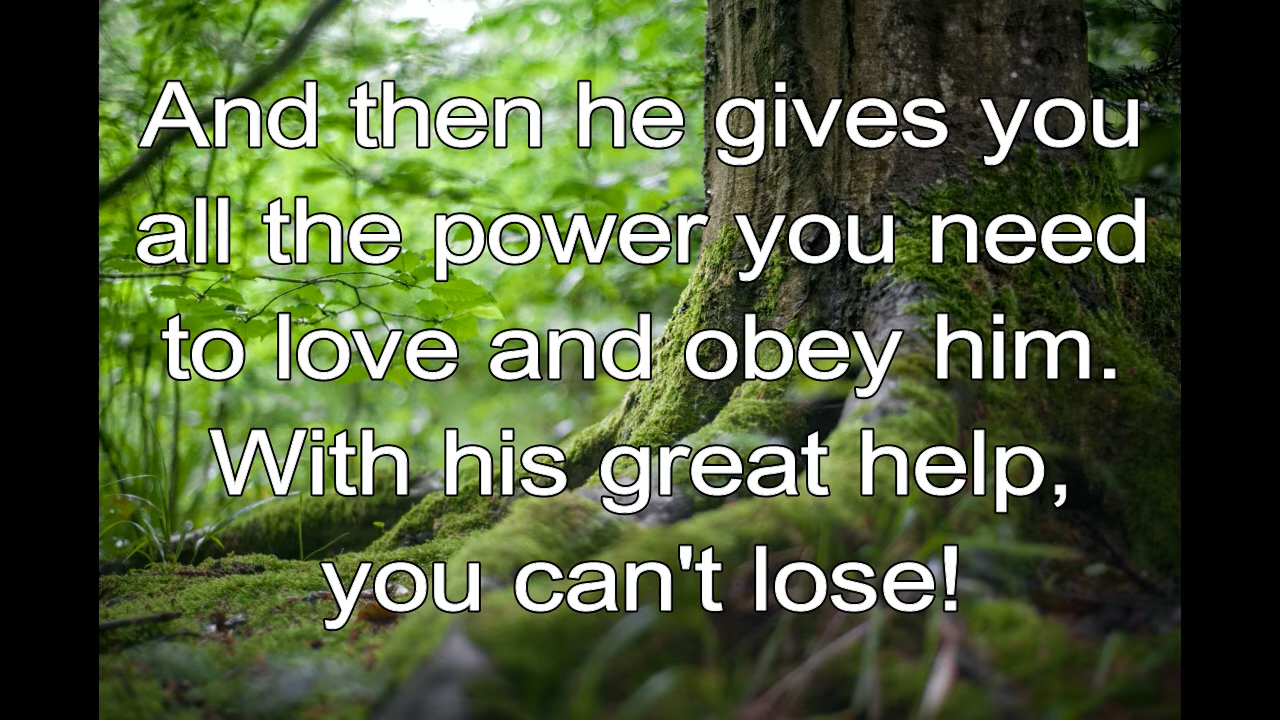 And then he gives you
all the power you need
to love and obey him.
With his great help,
you can't lose!